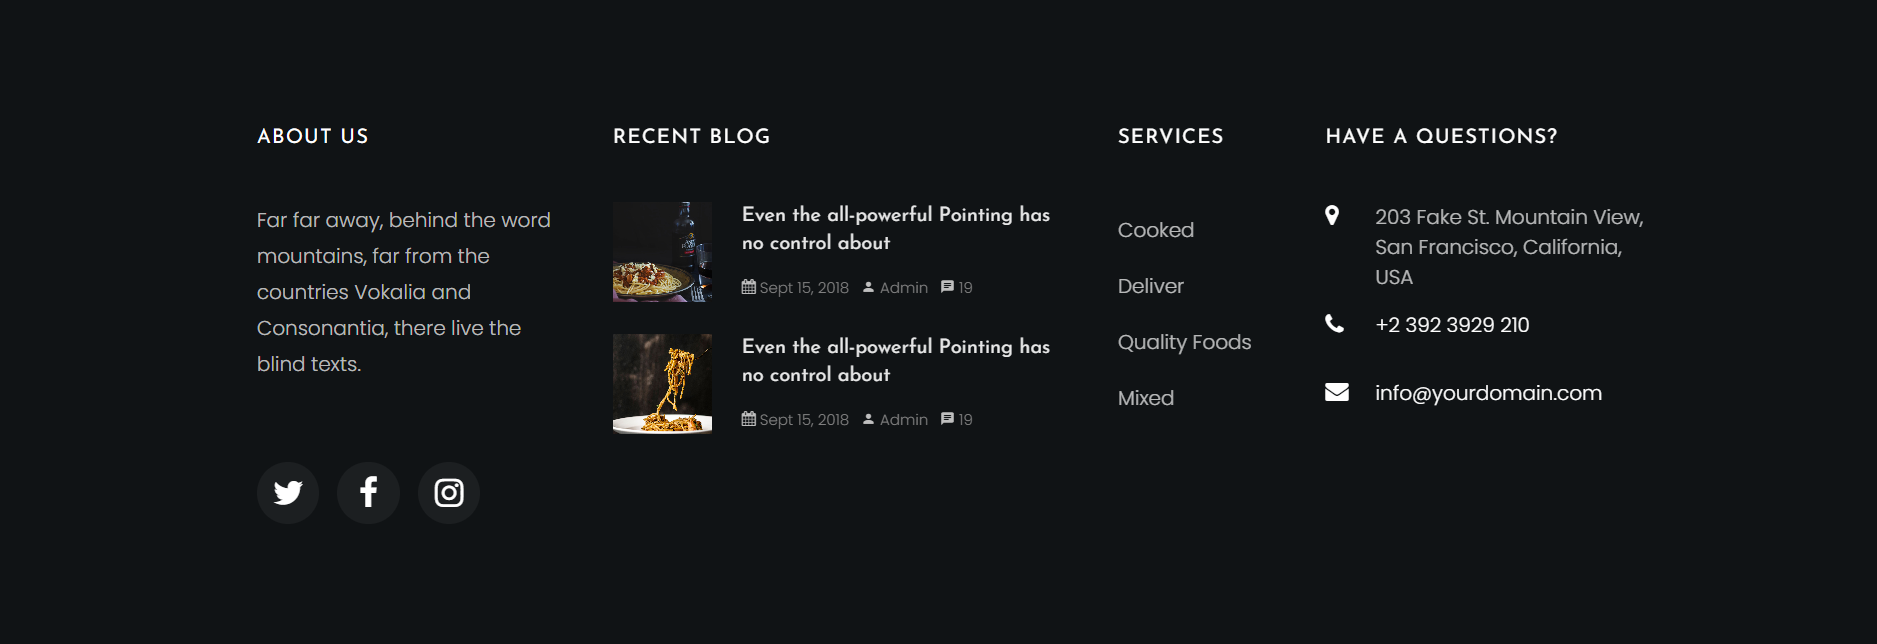 ABOUT US
Far far away, behind the word
mountains, far from the
countries Vokalia and
Consonantia, there live the
blind texts.
RECENT BLOG
Even the all-powerful Pointing has
no control about
Sept 15, 2018 Admin 19
Even the all-powerful Pointing has
no control about
Sept 15, 2018 Admin 19
SERVICES
Cooked
Deliver
Quality Foods
Mixed
HAVE A QUESTIONS?
203 Fake St. Mountain View,
San Francisco, California,
USA
+2 392 3929 210
info@yourdomain.com